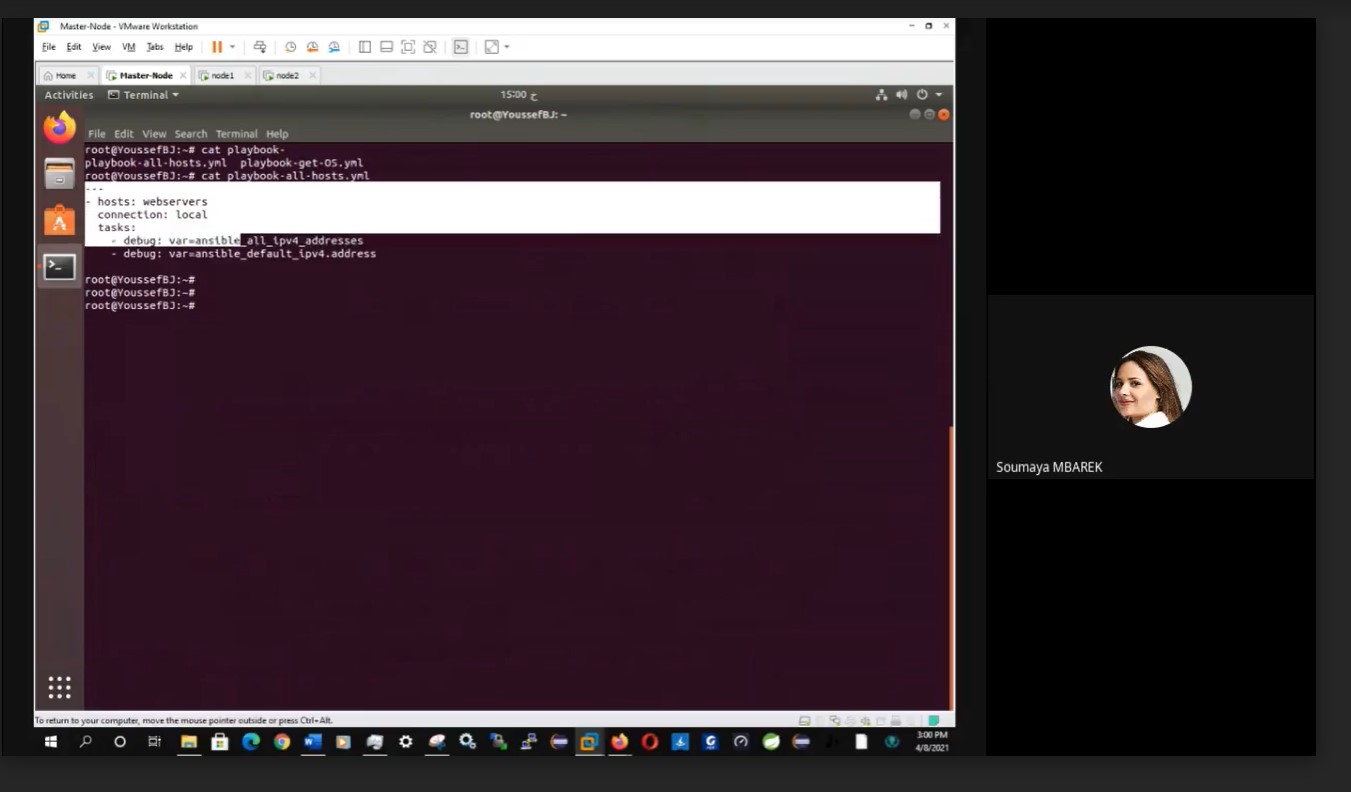 Master-Node - VMware Workstation
File Edit View VM Tabs Help
Home Master-Node node1 node2
Activities Terminal 15:00 ج
root@YoussefBJ: ~
File Edit View Search Terminal Help
root@YoussefBJ:~# cat playbook-
playbook-all-hosts.yml playbook-get-OS.yml
root@YoussefBJ:~# cat playbook-all-hosts.yml
---
- hosts: webservers
connection: local
tasks:
- debug: var=ansible_all_ipv4_addresses
- debug: var=ansible_default_ipv4.address
root@YoussefBJ:~#
root@YoussefBJ:~#
root@YoussefBJ:~#
Soumaya MBAREK
To return to your computer, move the mouse pointer outside or press Ctrl+Alt.
3:00 PM
4/8/2021